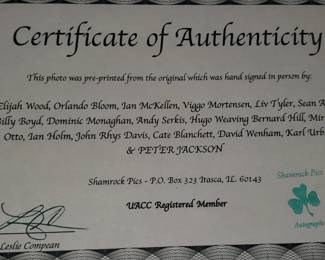 Certificate of Authenticity
This photo was pre-printed from the original which was hand signed in person by:
Elijah Wood, Orlando Bloom, Ian McKellen, Viggo Mortensen, Liv Tyler, Sean A
Billy Boyd, Dominic Monaghan, Andy Serkis, Hugo Weaving Bernard Hill, Mir
Otto, Ian Holm, John Rhys Davis, Cate Blanchett, David Wenham, Karl Urb
& PETER JACKSON
Shamrock Pics
Shamrock Pics - P.O. Box 323 Itasca, IL. 60143
UACC Registered Member
Autographs
Leslie Compean